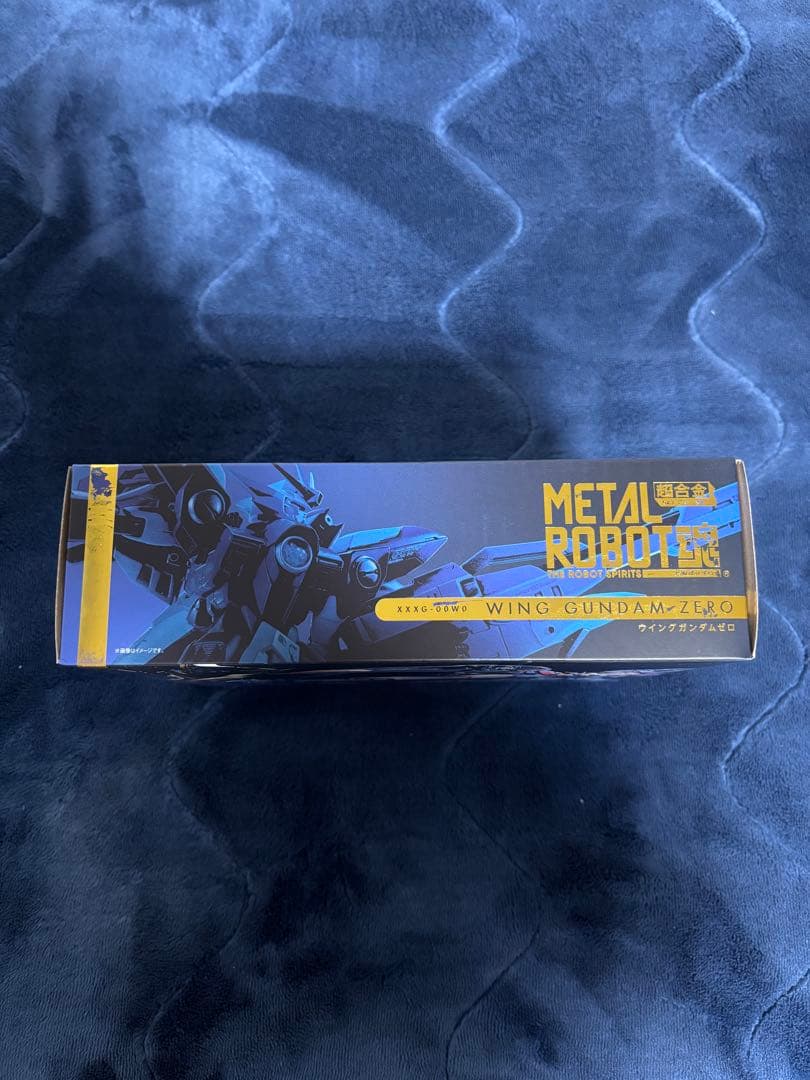 METAL
超合金
ROBOT魂
THE ROBOT SPIRITS
XXXG-00W0 WING GUNDAM ZERO
ウイングガンダムゼロ
※画像はイメージです。